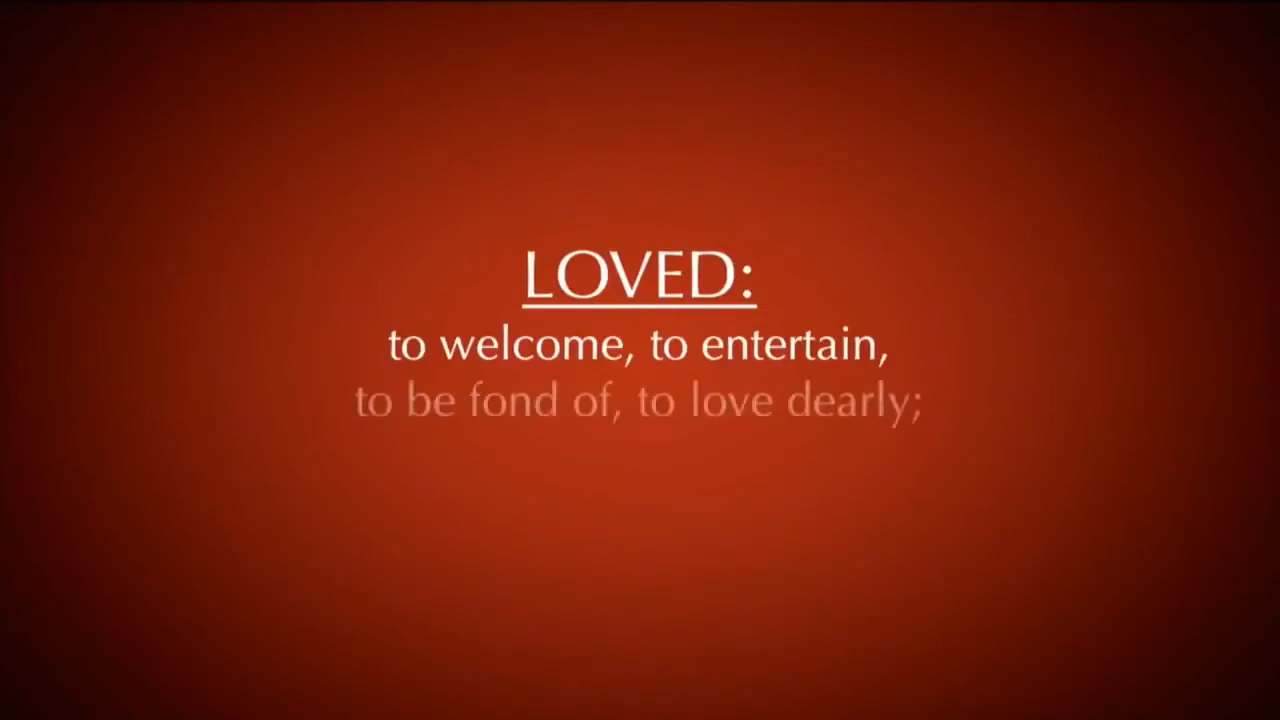 LOVED:
to welcome, to entertain,
to be fond of, to love dearly;